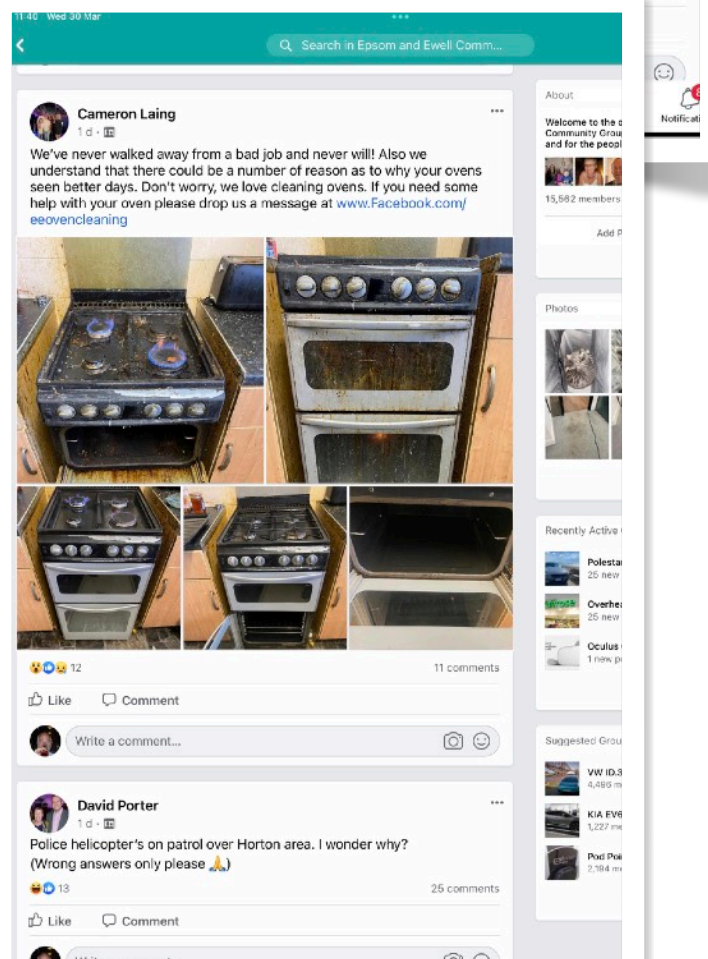 11:40 Wed 30 Mar
Search in Epsom and Ewell Comm...
Cameron Laing
1 d
We've never walked away from a bad job and never will! Also we
understand that there could be a number of reason as to why your ovens
seen better days. Don't worry, we love cleaning ovens. If you need some
help with your oven please drop us a message at www.Facebook.com/
eeovencleaning
12
11 comments
Like
Comment
Write a comment...
David Porter
1 d
Police helicopter's on patrol over Horton area. I wonder why?
(Wrong answers only please 🙏)
13
25 comments
Like
Comment
About
Welcome to the
Community Grou
and for the peopl
15,562 members
Add P
Photos
Recently Active
Polesta
25 new
Overhe
25 new
Oculus
1 new p
Suggested Grou
VW ID.3
4,486 m
KIA EV6
1,227 me
Pod Poi
2,194 m
Notificati